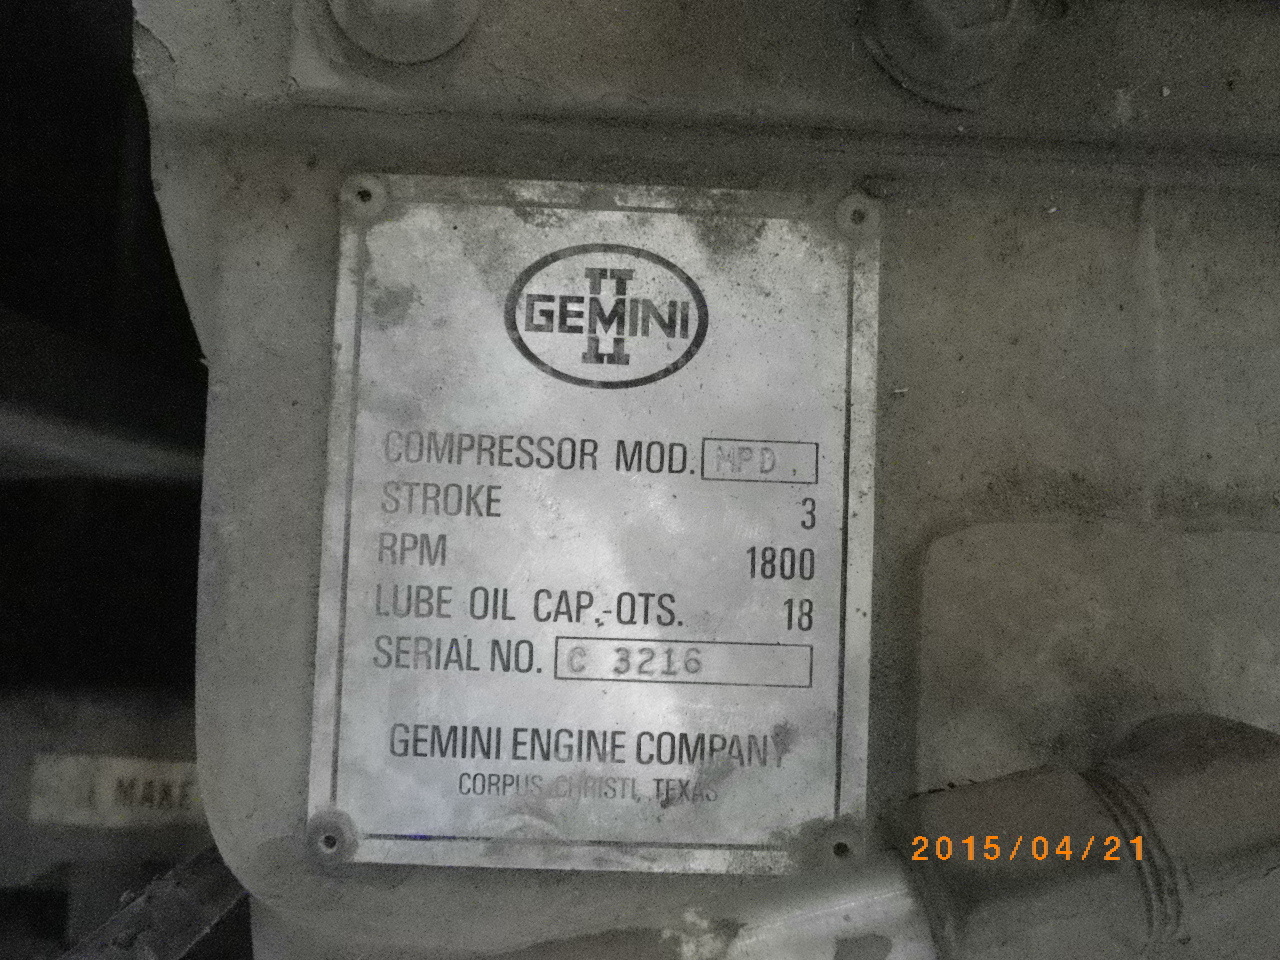 GEMINI
II
COMPRESSOR MOD. MPD.
STROKE 3
RPM 1800
LUBE OIL CAP.-QTS. 18
SERIAL NO. C 3216
GEMINI ENGINE COMPANY
CORPUS CHRISTI, TEXAS
MAKE
2015/04/21